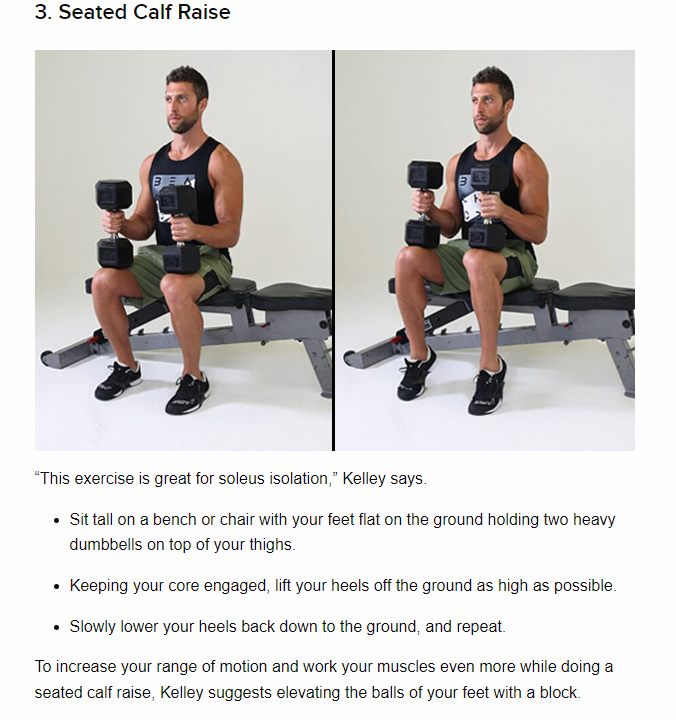 3. Seated Calf Raise
“This exercise is great for soleus isolation,” Kelley says.
• Sit tall on a bench or chair with your feet flat on the ground holding two heavy
dumbbells on top of your thighs.
• Keeping your core engaged, lift your heels off the ground as high as possible.
• Slowly lower your heels back down to the ground, and repeat.
To increase your range of motion and work your muscles even more while doing a
seated calf raise, Kelley suggests elevating the balls of your feet with a block.